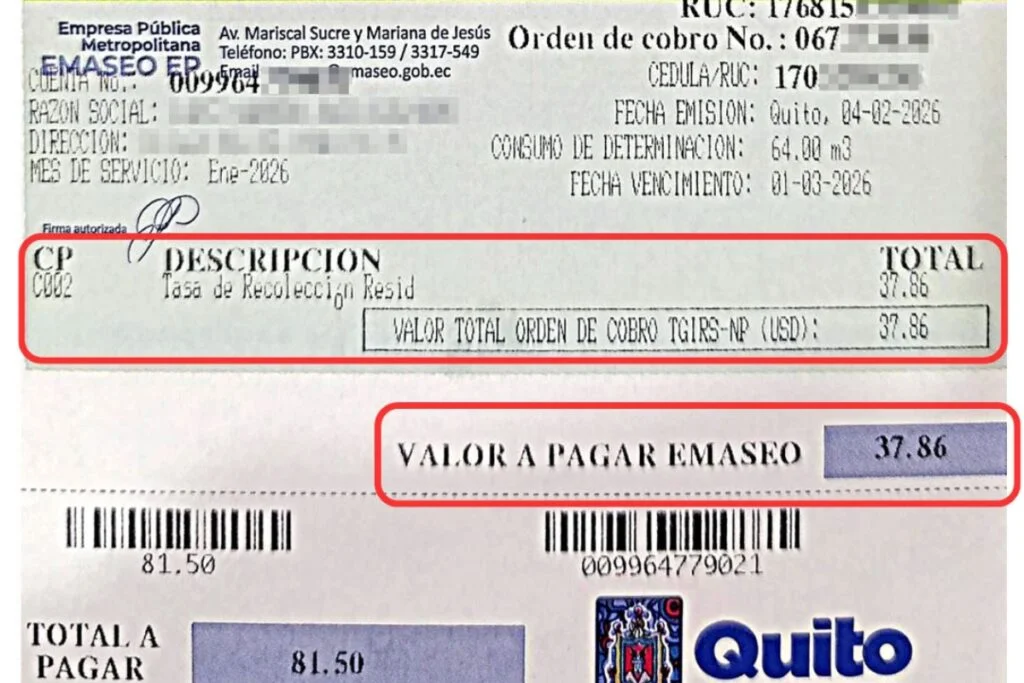 RUC: 176815
Empresa Pública
Metropolitana
EMASEO EP
Av. Mariscal Sucre y Mariana de Jesús
Teléfono: PBX: 3310-159 / 3317-549
Email maseo.gob.ec
Orden de cobro No. : 067
CUENTA No.: 009964
CEDULA/RUC: 170
RAZON SOCIAL:
FECHA EMISION: Quito, 04-02-2026
DIRECCION:
CONSUMO DE DETERMINACION: 64.00 m3
MES DE SERVICIO: Ene-2026
FECHA VENCIMIENTO: 01-03-2026
Firma autorizada
CP DESCRIPCION TOTAL
C002 Tasa de Recolección Resid 37.86
VALOR TOTAL ORDEN DE COBRO TGIRS-NP (USD): 37.86
VALOR A PAGAR EMASEO 37.86
81.50
009964779021
TOTAL A
PAGAR
81.50
Quito